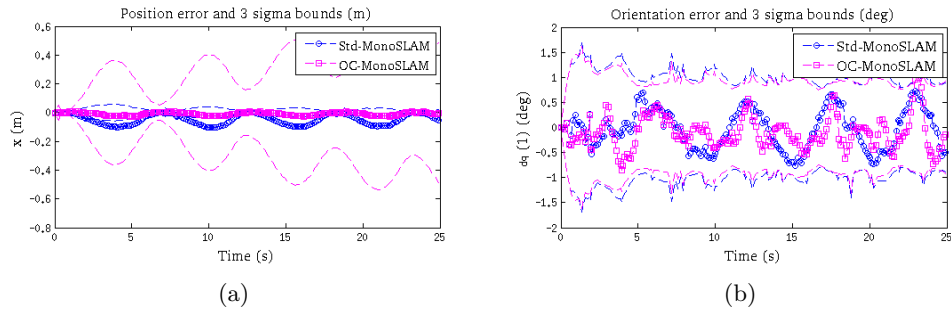 Position error and 3 sigma bounds (m)
0.6
0.4
0.2
0
-0.2
-0.4
-0.6
-0.8
x (m)
Std-MonoSLAM
OC-MonoSLAM
0 5 10 15 20 25
Time (s)
(a)
Orientation error and 3 sigma bounds (deg)
2
1.5
1
0.5
0
-0.5
-1
-1.5
-2
dq (1) (deg)
Std-MonoSLAM
OC-MonoSLAM
0 5 10 15 20 25
Time (s)
(b)